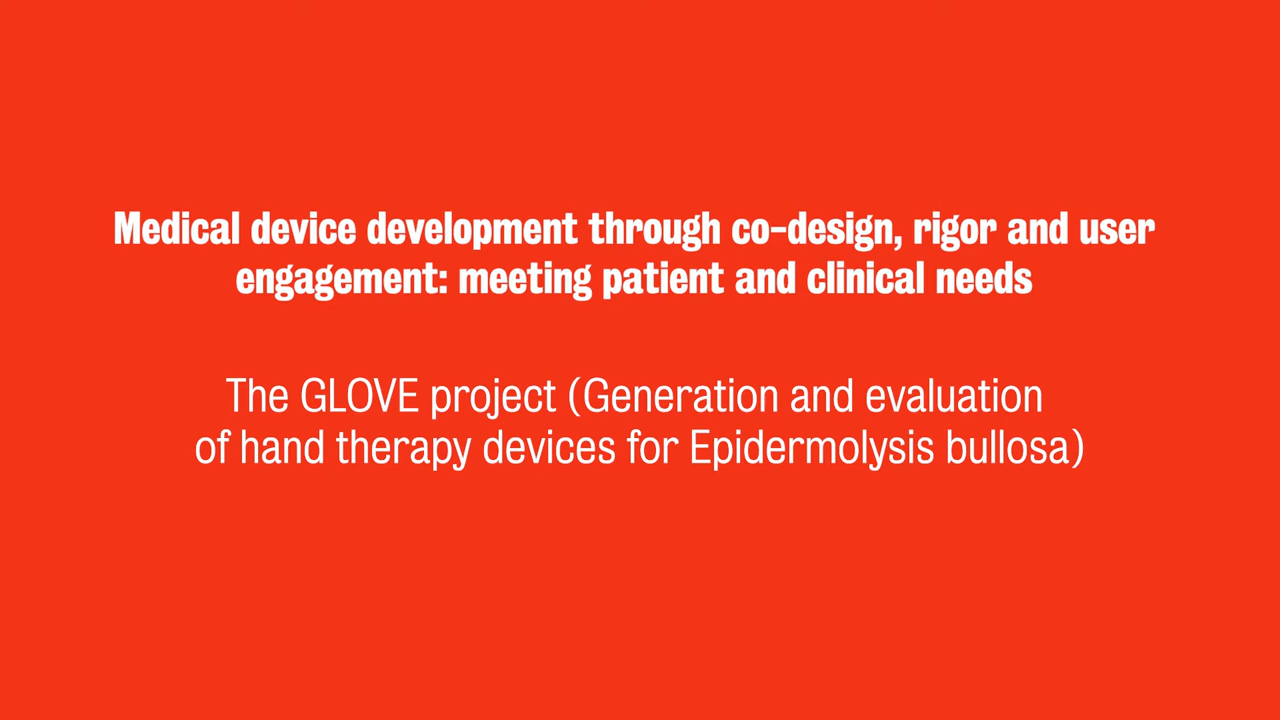 Medical device development through co-design, rigor and user
engagement: meeting patient and clinical needs
The GLOVE project (Generation and evaluation
of hand therapy devices for Epidermolysis bullosa)